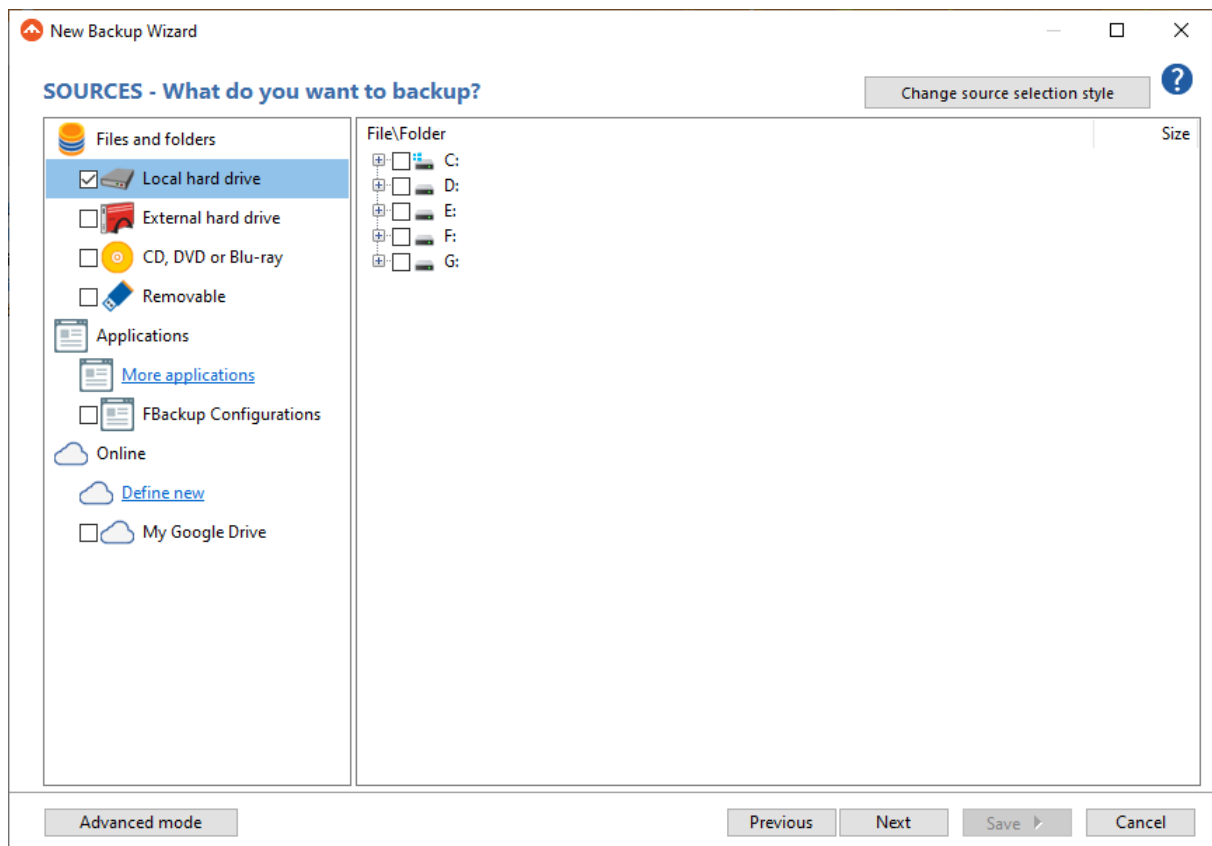 New Backup Wizard
SOURCES - What do you want to backup?
Change source selection style
?
Files and folders
Local hard drive
External hard drive
CD, DVD or Blu-ray
Removable
Applications
More applications
FBackup Configurations
Online
Define new
My Google Drive
File\Folder Size
C:
D:
E:
F:
G:
Advanced mode
Previous
Next
Save
Cancel